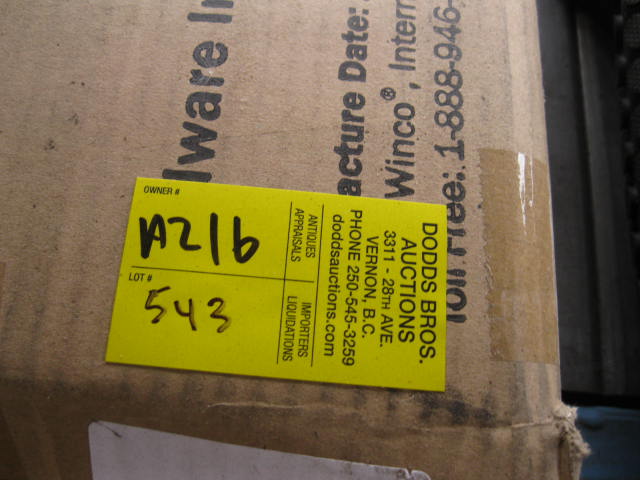 lware
acture Date:
Winco®, Intern
Toll Free: 1-888-946-
OWNER #
A216
LOT #
543
DODDS BROS.
AUCTIONS
3311 - 28TH AVE.
VERNON, B.C.
PHONE 250-545-3259
doddsauctions.com
ANTIQUES
APPRAISALS
IMPORTERS
LIQUIDATIONS